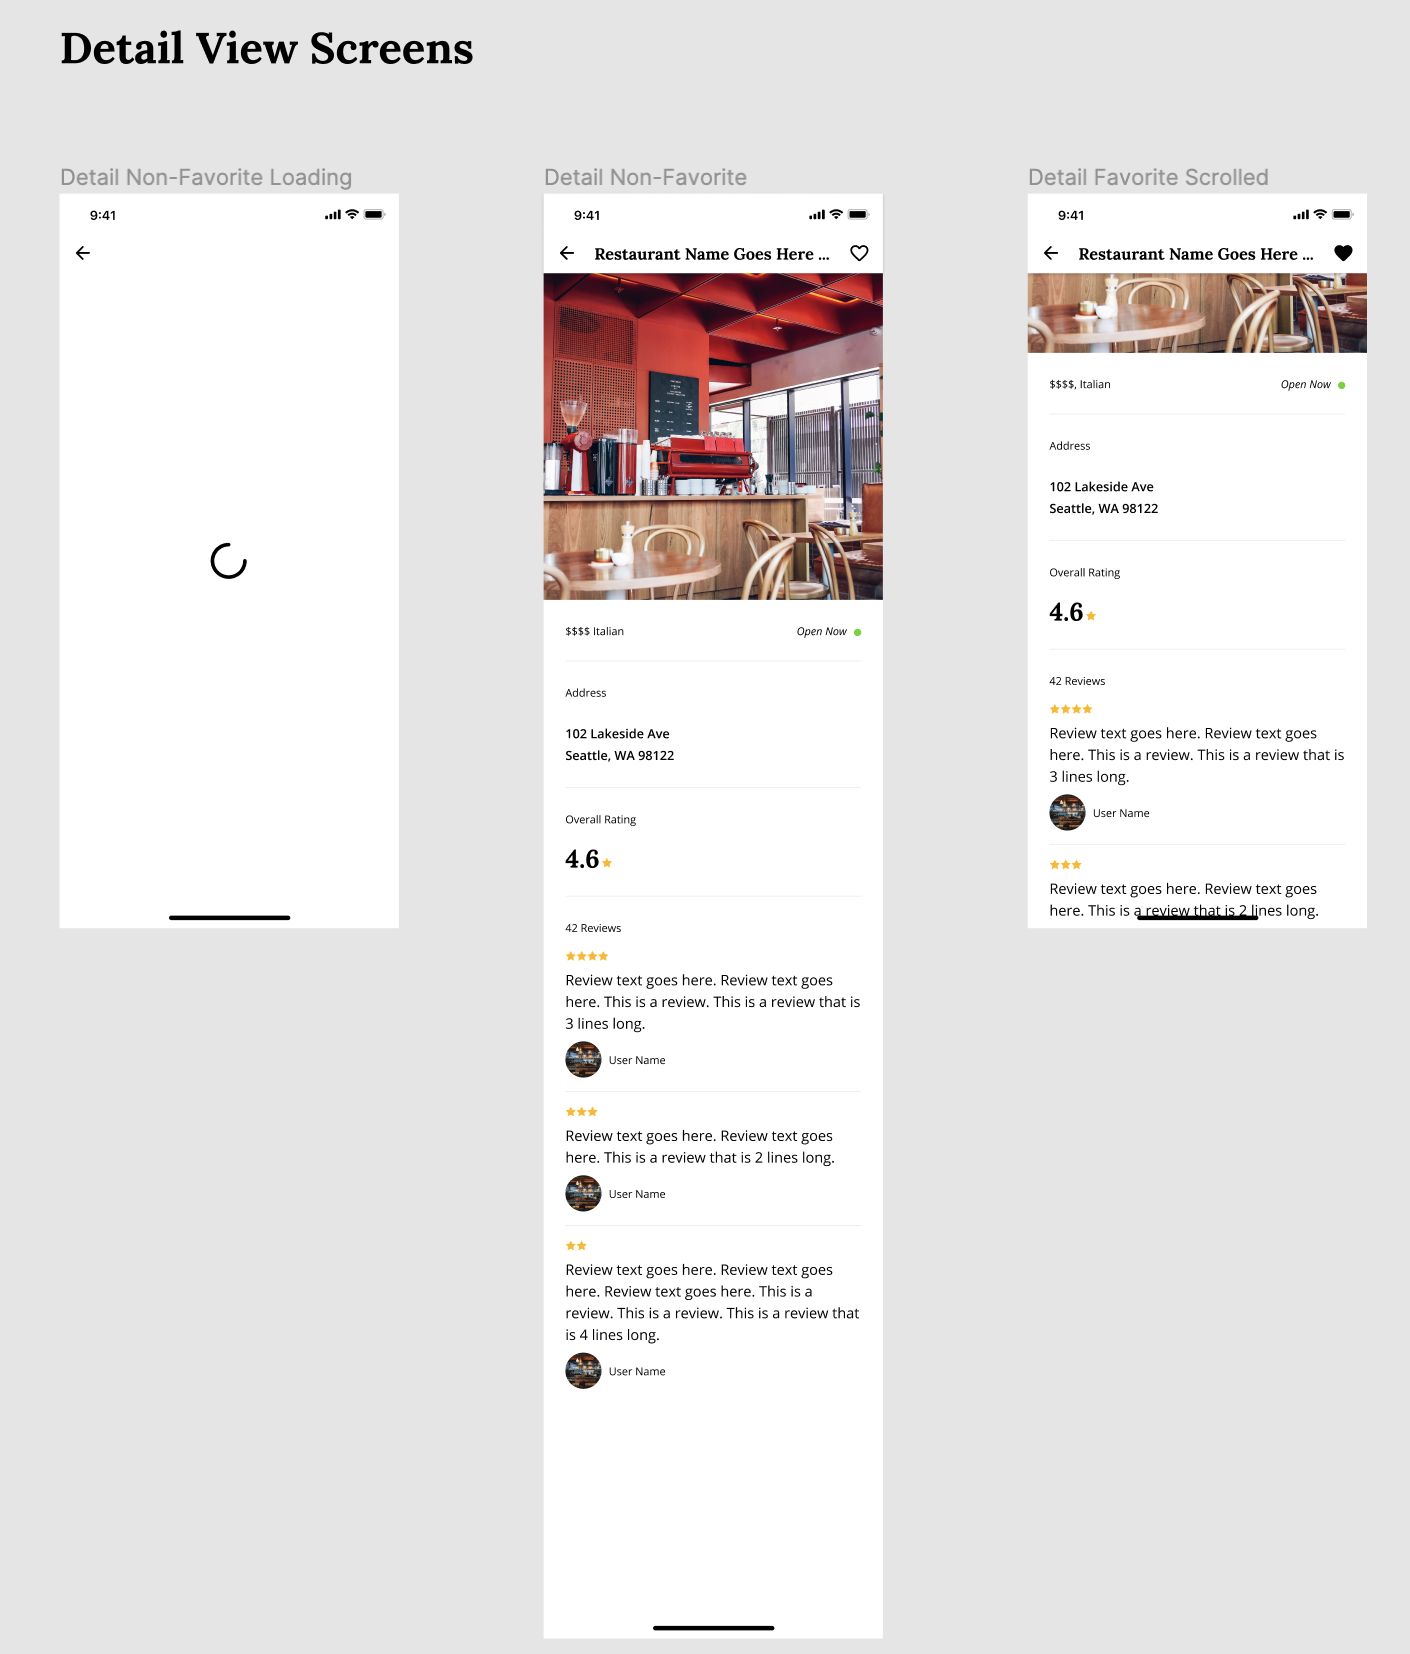 Detail View Screens
Detail Non-Favorite Loading
9:41
Detail Non-Favorite
9:41
Restaurant Name Goes Here ...
$$$$ Italian
Open Now
Address
102 Lakeside Ave
Seattle, WA 98122
Overall Rating
4.6
42 Reviews
Review text goes here. Review text goes
here. This is a review. This is a review that is
3 lines long.
User Name
Review text goes here. Review text goes
here. This is a review that is 2 lines long.
User Name
Review text goes here. Review text goes
here. Review text goes here. This is a
review. This is a review. This is a review that
is 4 lines long.
User Name
Detail Favorite Scrolled
9:41
Restaurant Name Goes Here ...
$$$$, Italian
Open Now
Address
102 Lakeside Ave
Seattle, WA 98122
Overall Rating
4.6
42 Reviews
Review text goes here. Review text goes
here. This is a review. This is a review that is
3 lines long.
User Name
Review text goes here. Review text goes
here. This is a review that is 2 lines long.